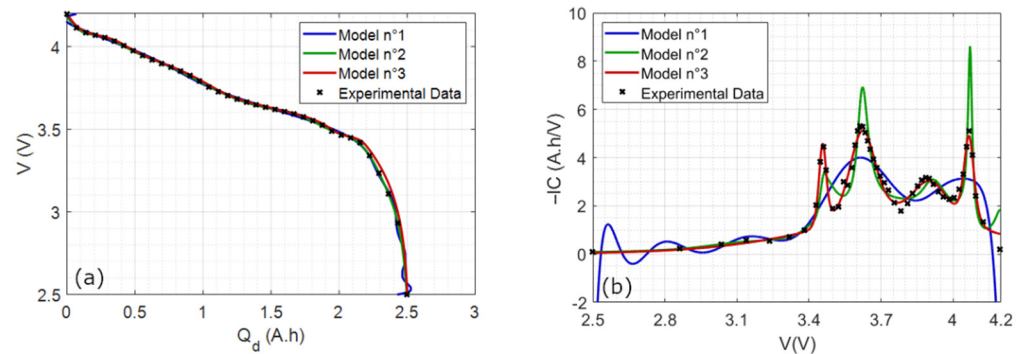 4
3.5
3
2.5
V (V)
0 0.5 1 1.5 2 2.5 3
Q_d (A.h)
(a)
Model n°1
Model n°2
Model n°3
Experimental Data
10
8
6
4
2
0
-2
−IC (A.h/V)
2.5 2.8 3.1 3.4 3.7 4 4.2
V(V)
(b)
Model n°1
Model n°2
Model n°3
Experimental Data